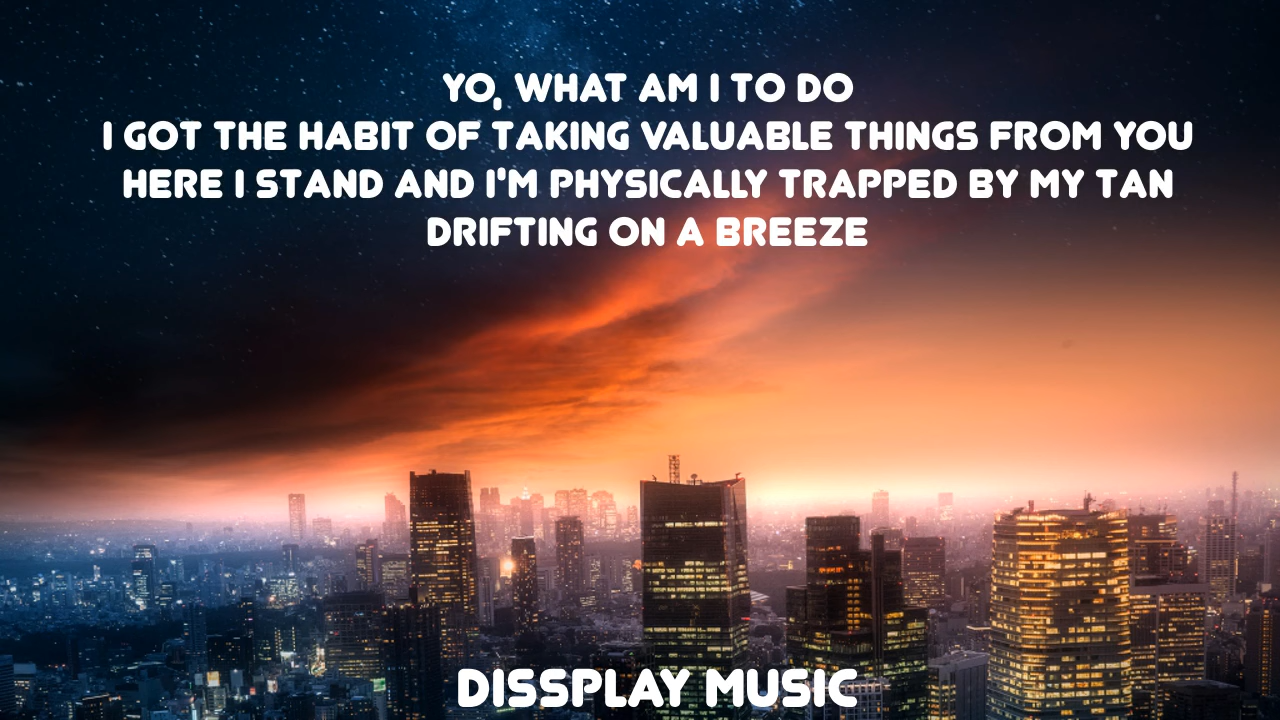 YO, WHAT AM I TO DO
I GOT THE HABIT OF TAKING VALUABLE THINGS FROM YOU
HERE I STAND AND I'M PHYSICALLY TRAPPED BY MY TAN
DRIFTING ON A BREEZE
DISSPLAY MUSIC